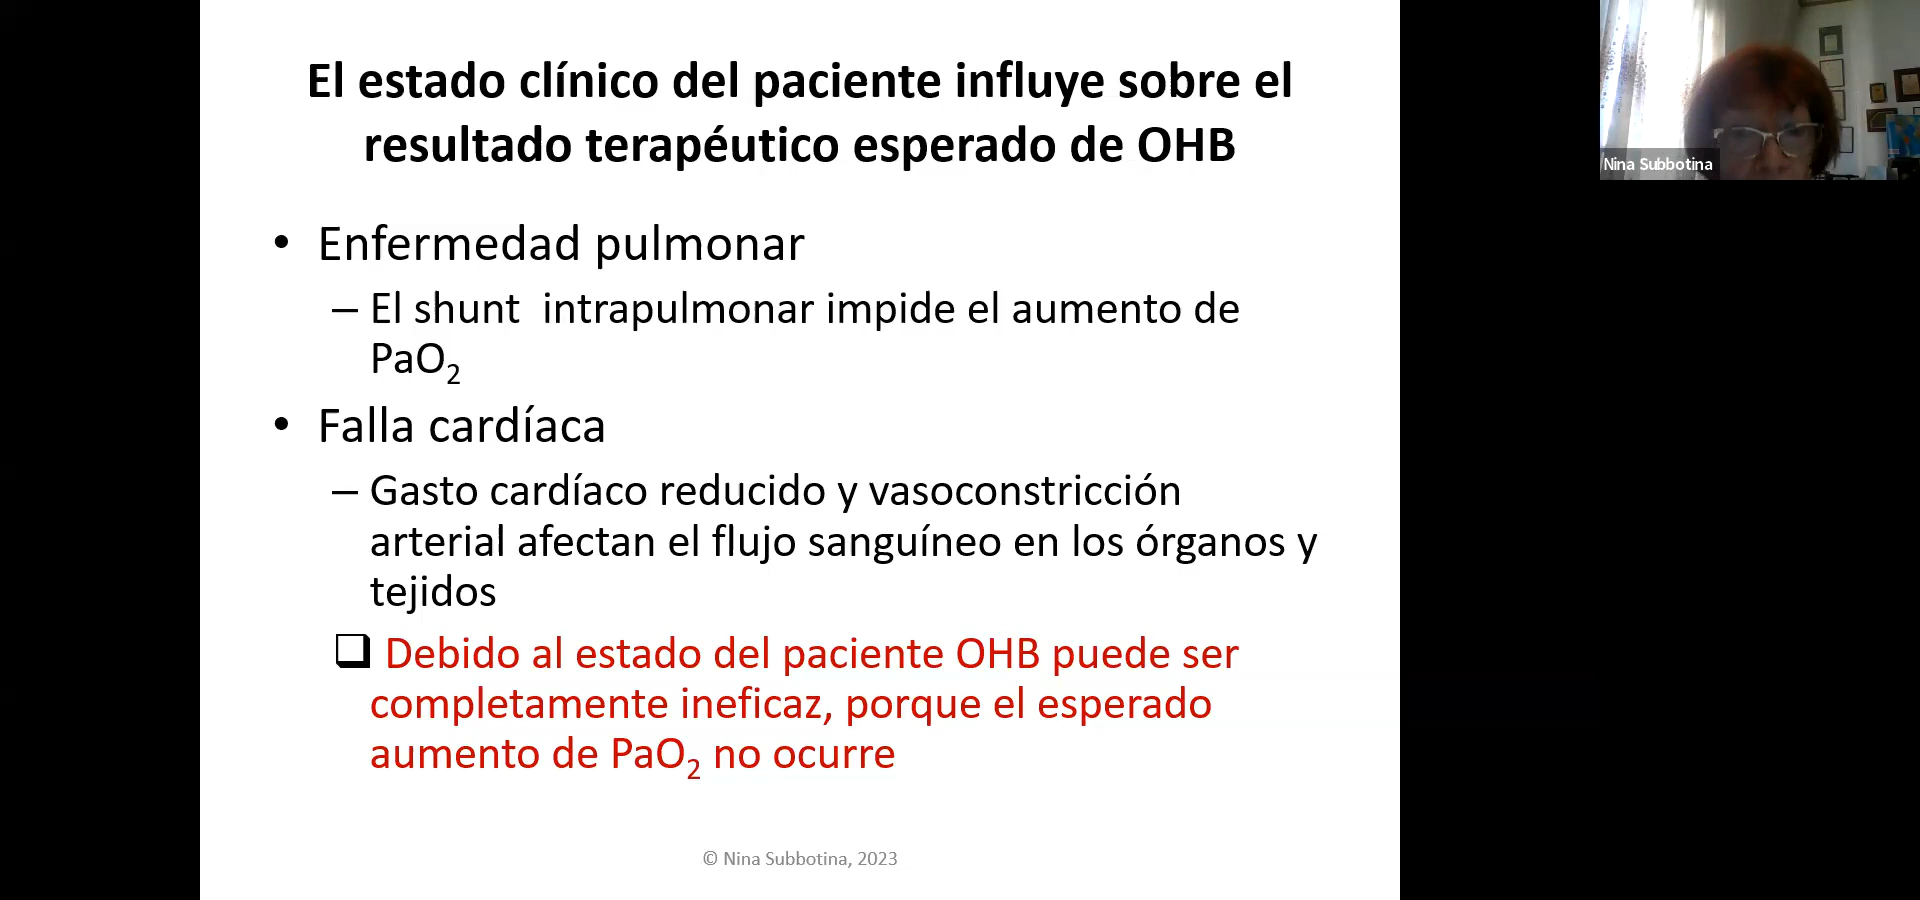 El estado clínico del paciente influye sobre el
resultado terapéutico esperado de OHB
• Enfermedad pulmonar
– El shunt  intrapulmonar impide el aumento de
PaO₂
• Falla cardíaca
– Gasto cardíaco reducido y vasoconstricción
arterial afectan el flujo sanguíneo en los órganos y
tejidos
❑ Debido al estado del paciente OHB puede ser
completamente ineficaz, porque el esperado
aumento de PaO₂ no ocurre
© Nina Subbotina, 2023
Nina Subbotina